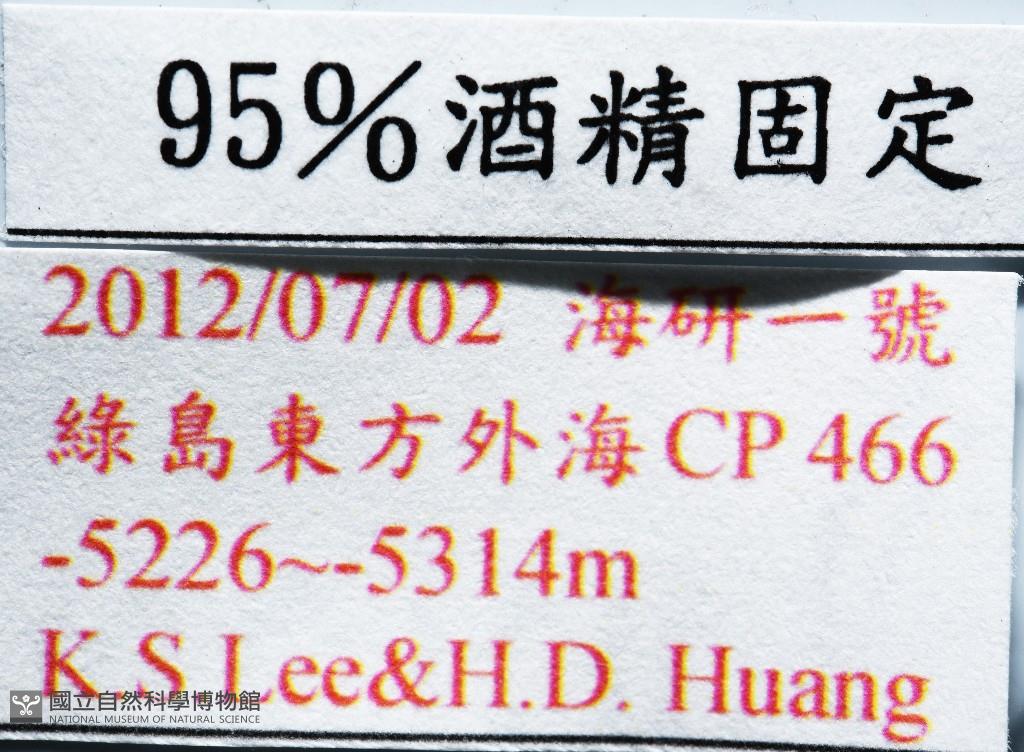 95%酒精固定
2012/07/02 海研一號
綠島東方外海 CP 466
-5226~-5314m
K.S.Lee&H.D. Huang
國立自然科學博物館
NATIONAL MUSEUM OF NATURAL SCIENCE